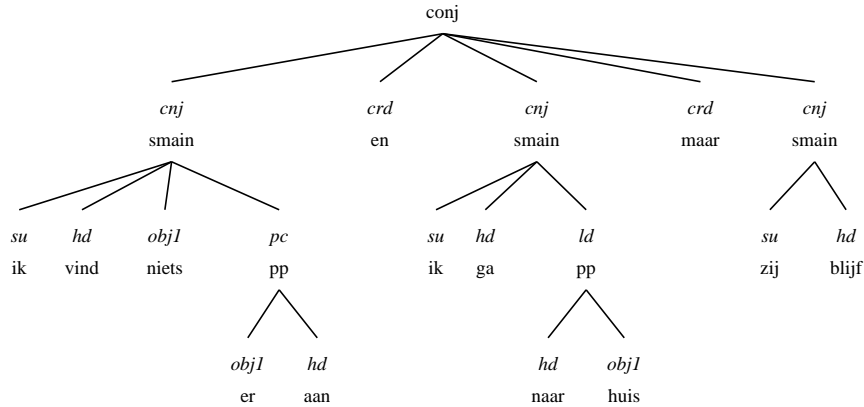 conj
cnj crd cnj crd cnj
smain en smain maar smain
su hd obj1 pc su hd ld su hd
ik vind niets pp ik ga pp zij blijf
obj1 hd hd obj1
er aan naar huis